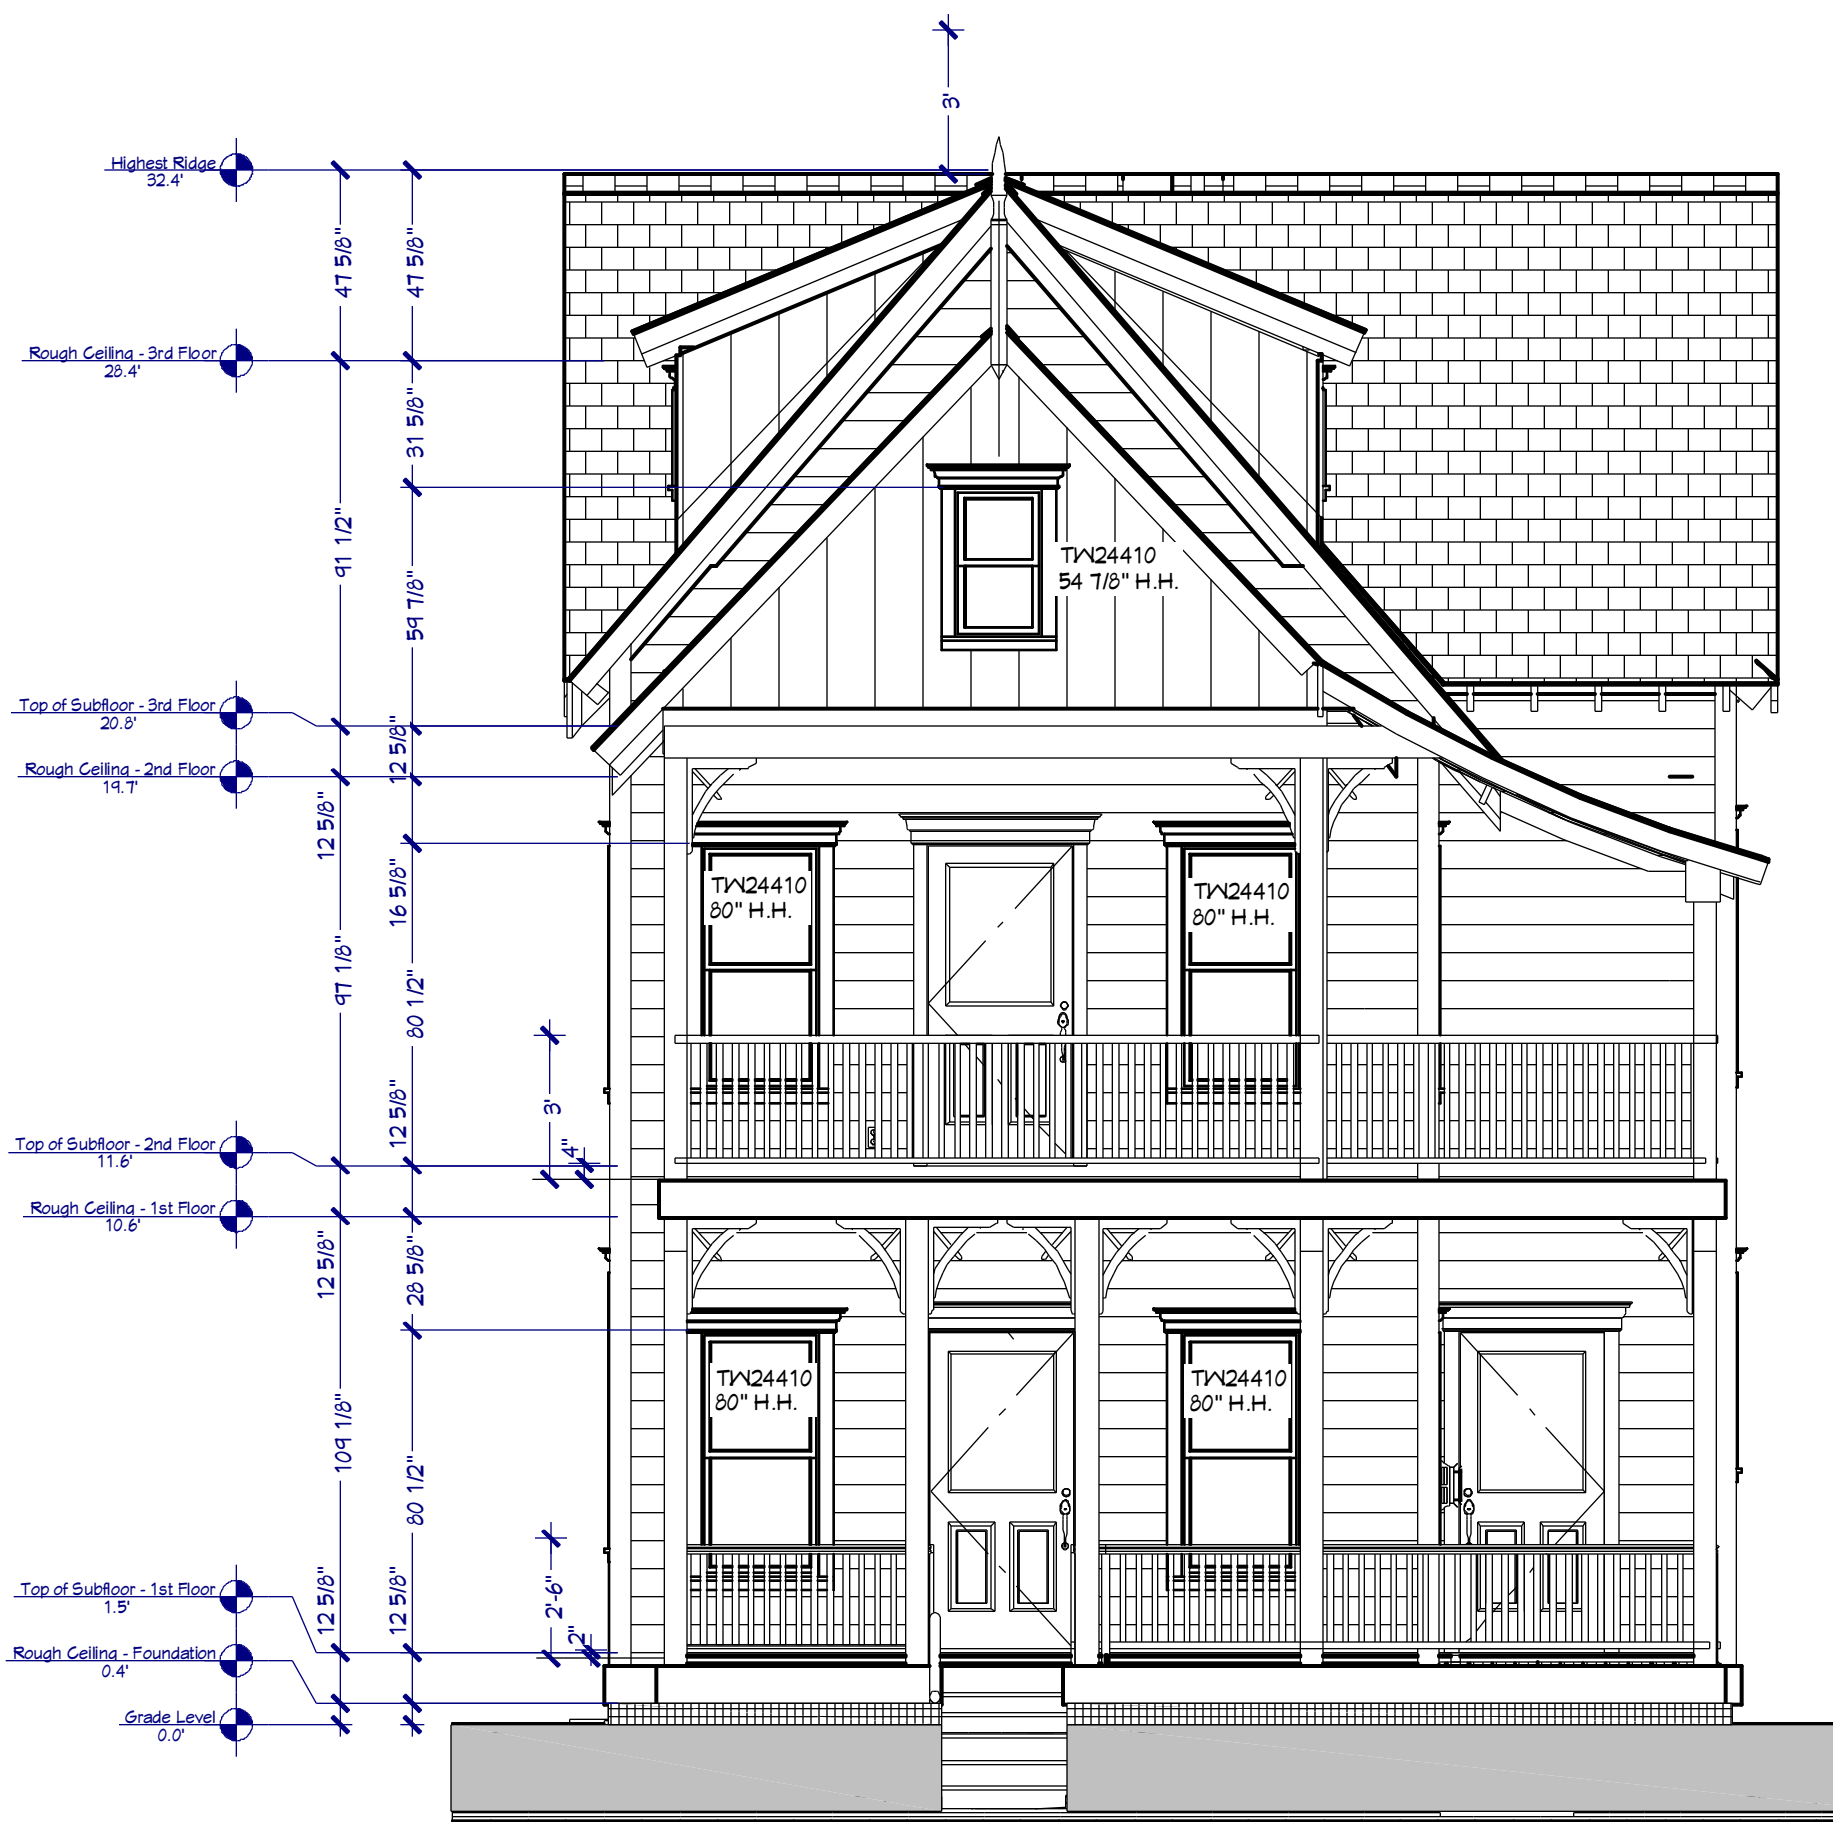 3'
Highest Ridge
32.4'
47 5/8"
47 5/8"
Rough Ceiling - 3rd Floor
28.4'
31 5/8"
91 1/2"
59 7/8"
TW24410
54 7/8" H.H.
Top of Subfloor - 3rd Floor
20.8'
12 5/8"
Rough Ceiling - 2nd Floor
19.7'
12 5/8"
16 5/8"
TW24410
80" H.H.
TW24410
80" H.H.
97 1/8"
80 1/2"
3'
12 5/8"
4"
Top of Subfloor - 2nd Floor
11.6'
Rough Ceiling - 1st Floor
10.6'
12 5/8"
28 5/8"
TW24410
80" H.H.
TW24410
80" H.H.
109 1/8"
80 1/2"
2'-6"
12 5/8"
12 5/8"
2"
Top of Subfloor - 1st Floor
1.5'
Rough Ceiling - Foundation
0.4'
Grade Level
0.0'